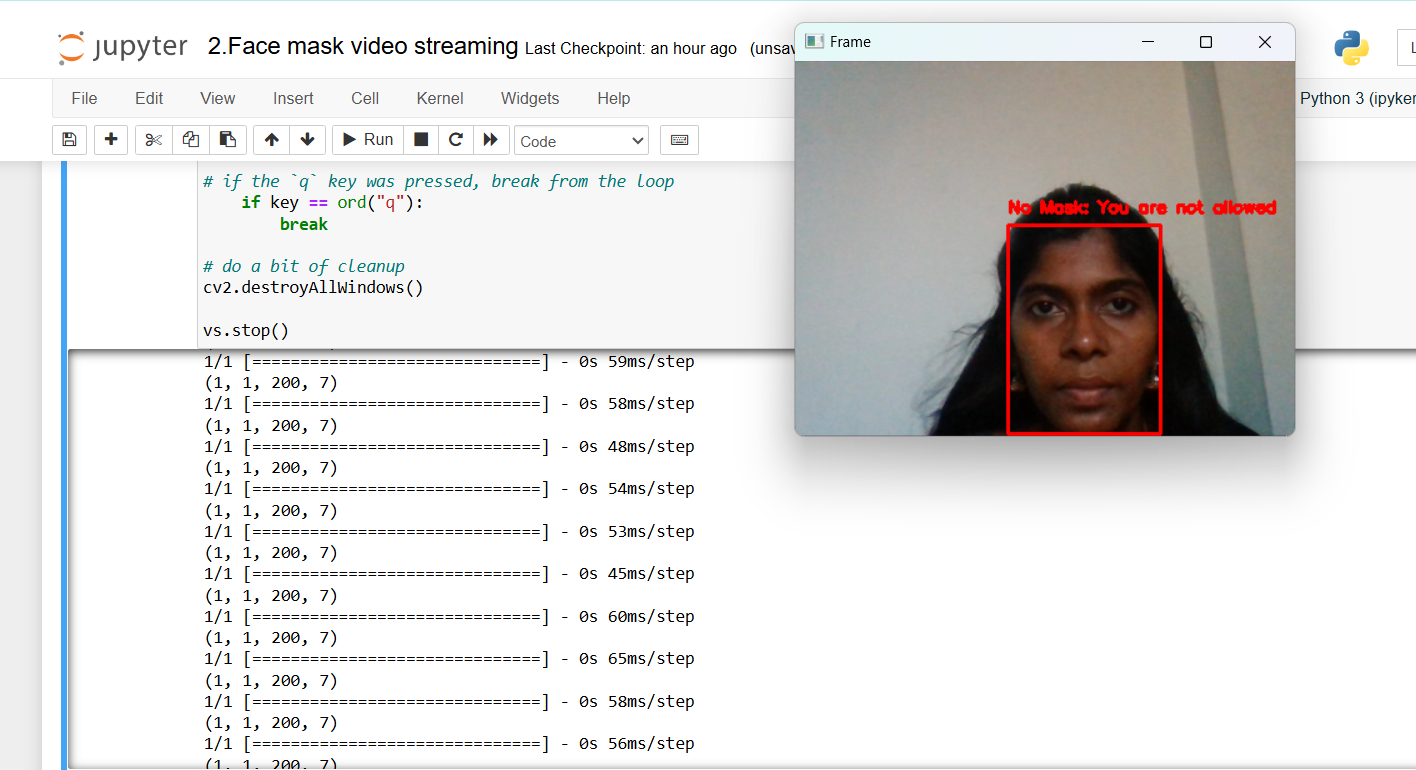 jupyter 2.Face mask video streaming Last Checkpoint: an hour ago
File Edit View Insert Cell Kernel Widgets Help
Run Code
# if the `q` key was pressed, break from the loop
if key == ord("q"):
break
# do a bit of cleanup
cv2.destroyAllWindows()
vs.stop()
1/1 [==============================] - 0s 59ms/step
(1, 1, 200, 7)
1/1 [==============================] - 0s 58ms/step
(1, 1, 200, 7)
1/1 [==============================] - 0s 48ms/step
(1, 1, 200, 7)
1/1 [==============================] - 0s 54ms/step
(1, 1, 200, 7)
1/1 [==============================] - 0s 53ms/step
(1, 1, 200, 7)
1/1 [==============================] - 0s 45ms/step
(1, 1, 200, 7)
1/1 [==============================] - 0s 60ms/step
(1, 1, 200, 7)
1/1 [==============================] - 0s 65ms/step
(1, 1, 200, 7)
1/1 [==============================] - 0s 58ms/step
(1, 1, 200, 7)
1/1 [==============================] - 0s 56ms/step
(1, 1, 200, 7)
Frame
No Mask: You are not allowed
Python 3